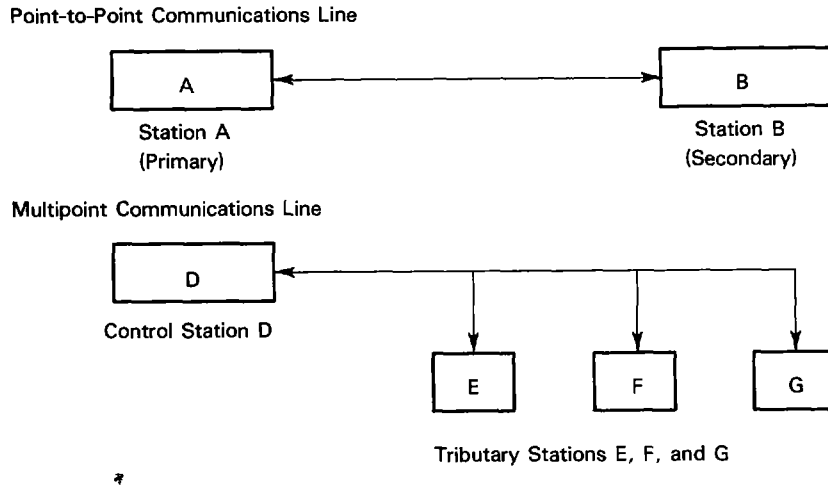 Point-to-Point Communications Line
A
B
Station A
(Primary)
Station B
(Secondary)
Multipoint Communications Line
D
Control Station D
E
F
G
Tributary Stations E, F, and G